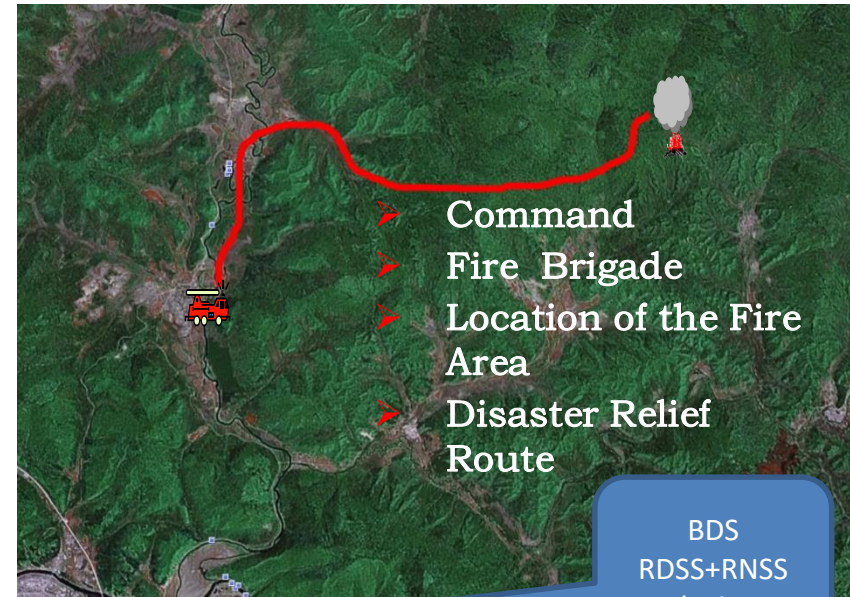 Command
Fire Brigade
Location of the Fire
Area
Disaster Relief
Route
BDS
RDSS+RNSS